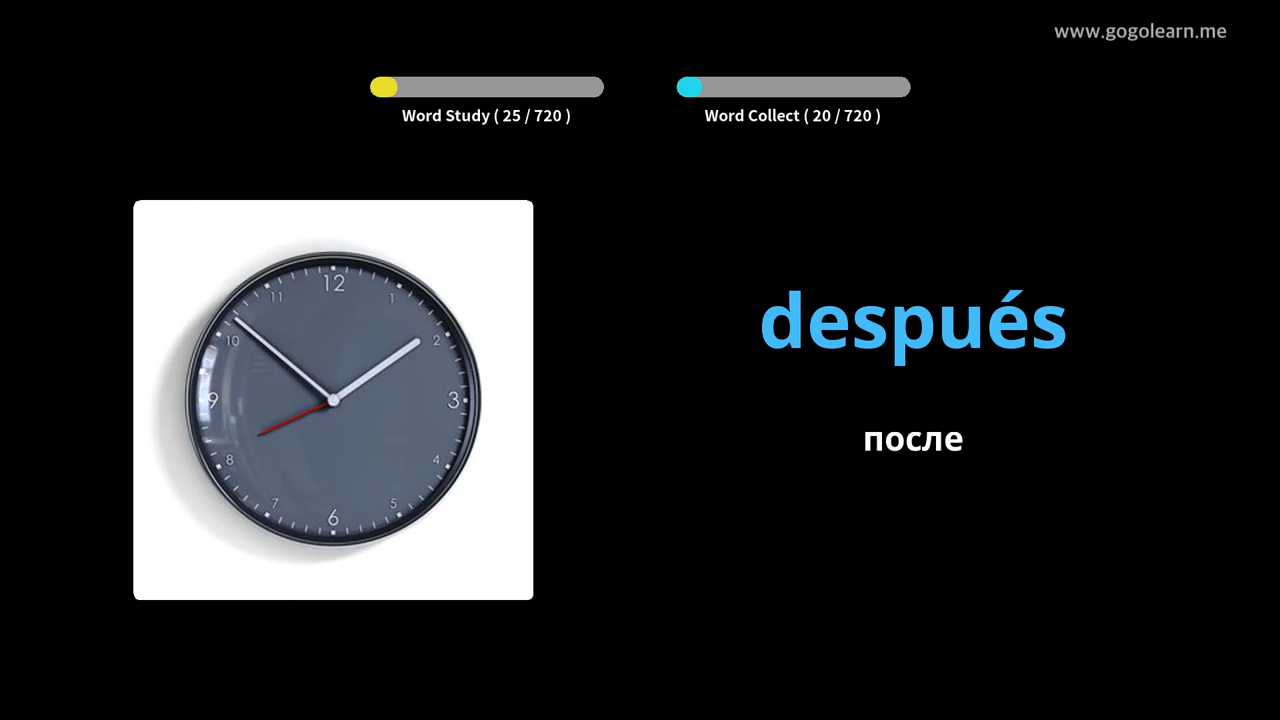 www.gogolearn.me
Word Study ( 25 / 720 )
Word Collect ( 20 / 720 )
12
11
1
10
2
9
3
8
4
7
5
6
después
после